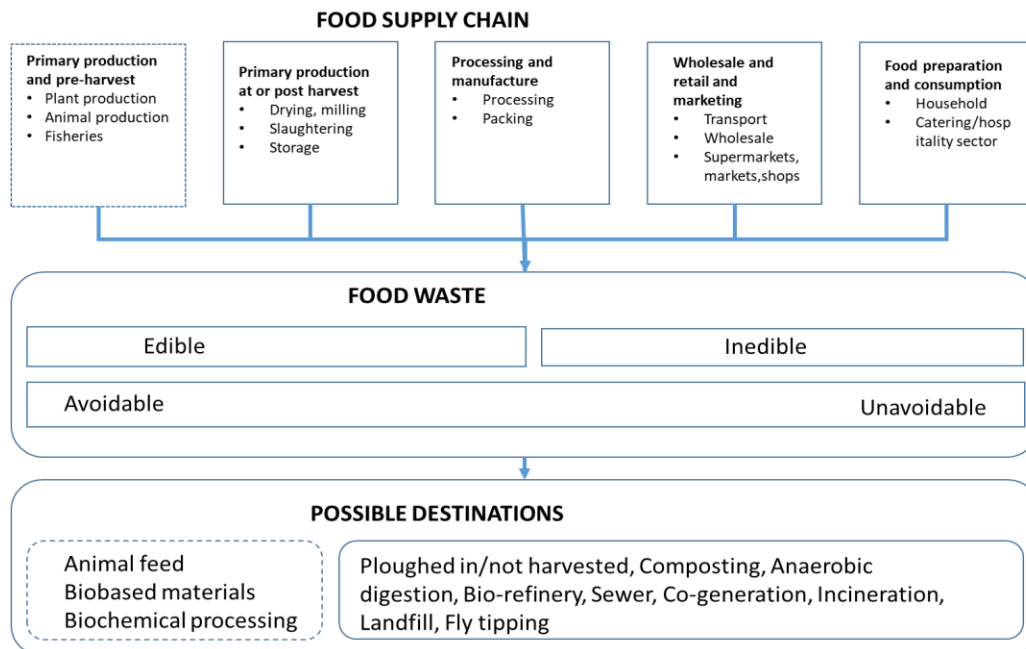 FOOD SUPPLY CHAIN
Primary production
and pre-harvest
• Plant production
• Animal production
• Fisheries
Primary production
at or post harvest
• Drying, milling
• Slaughtering
• Storage
Processing and
manufacture
• Processing
• Packing
Wholesale and
retail and
marketing
• Transport
• Wholesale
• Supermarkets,
markets,shops
Food preparation
and consumption
• Household
• Catering/hosp
itality sector
FOOD WASTE
Edible
Inedible
Avoidable
Unavoidable
POSSIBLE DESTINATIONS
Animal feed
Biobased materials
Biochemical processing
Ploughed in/not harvested, Composting, Anaerobic
digestion, Bio-refinery, Sewer, Co-generation, Incineration,
Landfill, Fly tipping